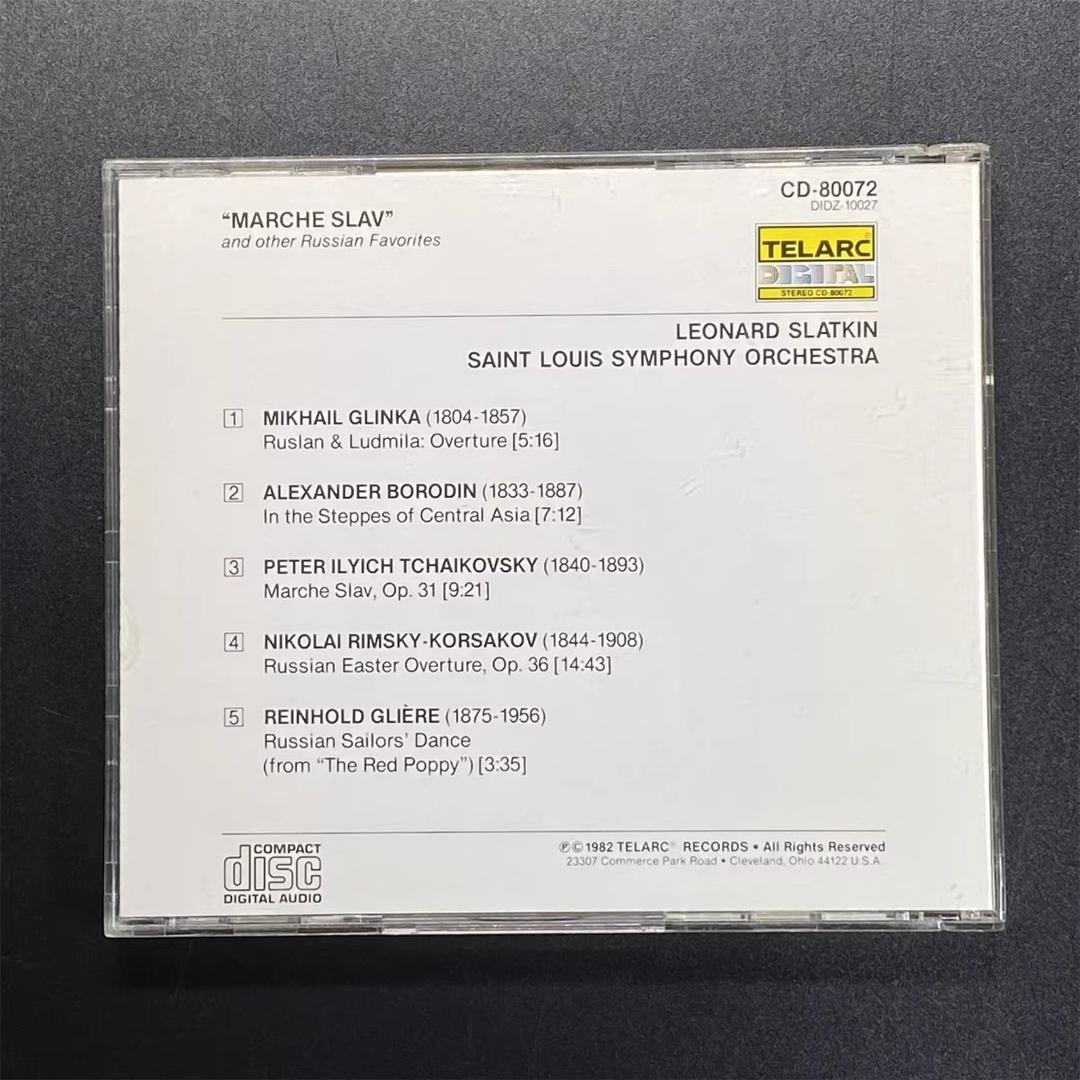 CD-80072
DIDZ-10027
“MARCHE SLAV”
and other Russian Favorites
TELARC®
DIGITAL
STEREO CD-80072
LEONARD SLATKIN
SAINT LOUIS SYMPHONY ORCHESTRA
1 MIKHAIL GLINKA (1804-1857)
Ruslan & Ludmila: Overture [5:16]
2 ALEXANDER BORODIN (1833-1887)
In the Steppes of Central Asia [7:12]
3 PETER ILYICH TCHAIKOVSKY (1840-1893)
Marche Slav, Op. 31 [9:21]
4 NIKOLAI RIMSKY-KORSAKOV (1844-1908)
Russian Easter Overture, Op. 36 [14:43]
5 REINHOLD GLIÈRE (1875-1956)
Russian Sailors’ Dance
(from “The Red Poppy”) [3:35]
COMPACT
disc
DIGITAL AUDIO
℗©1982 TELARC® RECORDS • All Rights Reserved
23307 Commerce Park Road • Cleveland, Ohio 44122 U.S.A.